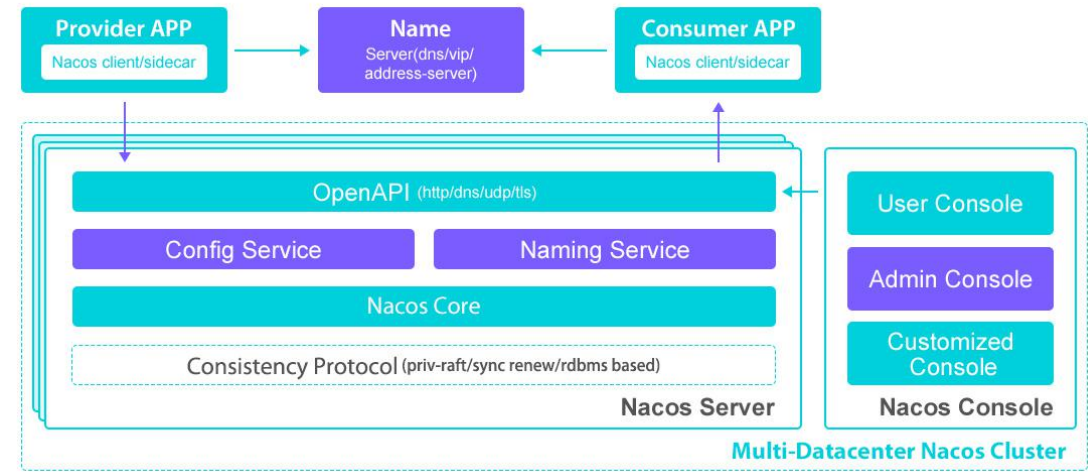 Provider APP
Nacos client/sidecar
Name
Server(dns/vip/
address-server)
Consumer APP
Nacos client/sidecar
OpenAPI (http/dns/udp/tls)
Config Service
Naming Service
Nacos Core
Consistency Protocol (priv-raft/sync renew/rdbms based)
Nacos Server
User Console
Admin Console
Customized
Console
Nacos Console
Multi-Datacenter Nacos Cluster